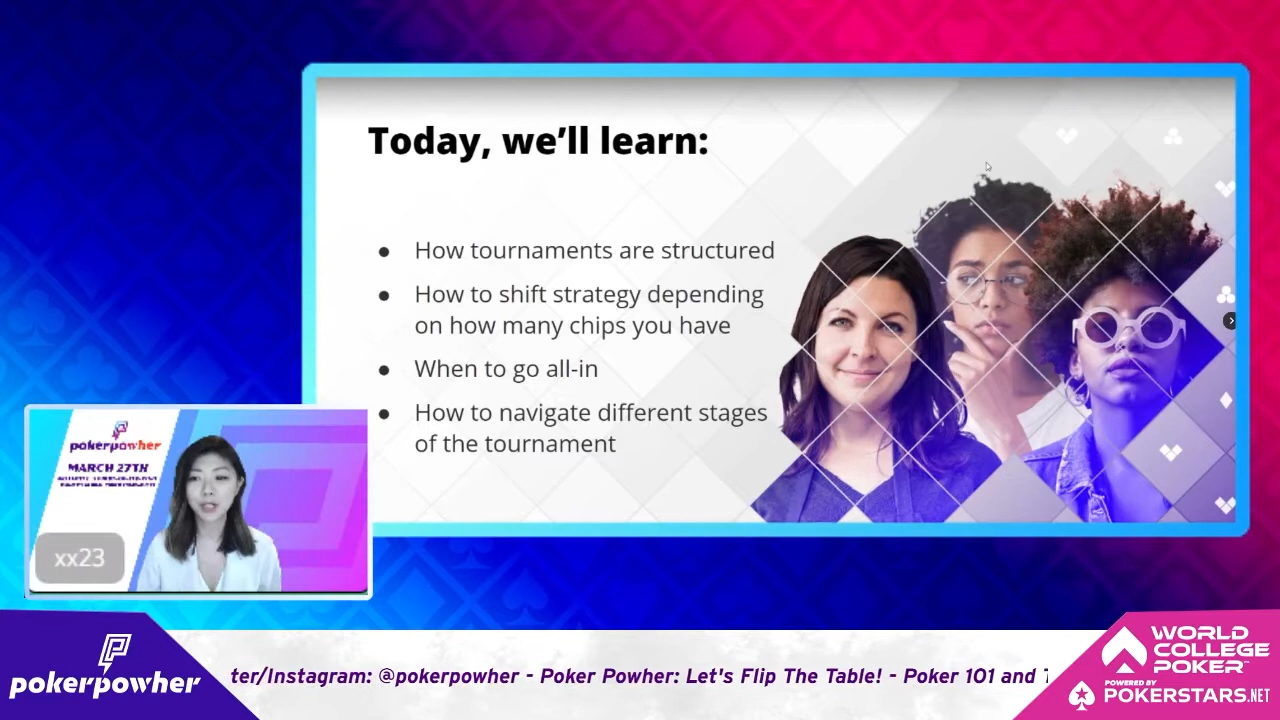 Today, we’ll learn:
● How tournaments are structured
● How to shift strategy depending
on how many chips you have
● When to go all-in
● How to navigate different stages
of the tournament
pokerpowher
MARCH 27TH
xx23
pokerpowher
ter/Instagram: @pokerpowher - Poker Powher: Let's Flip The Table! - Poker 101 and
WORLD
COLLEGE
POKER™
POWERED BY
POKERSTARS.NET